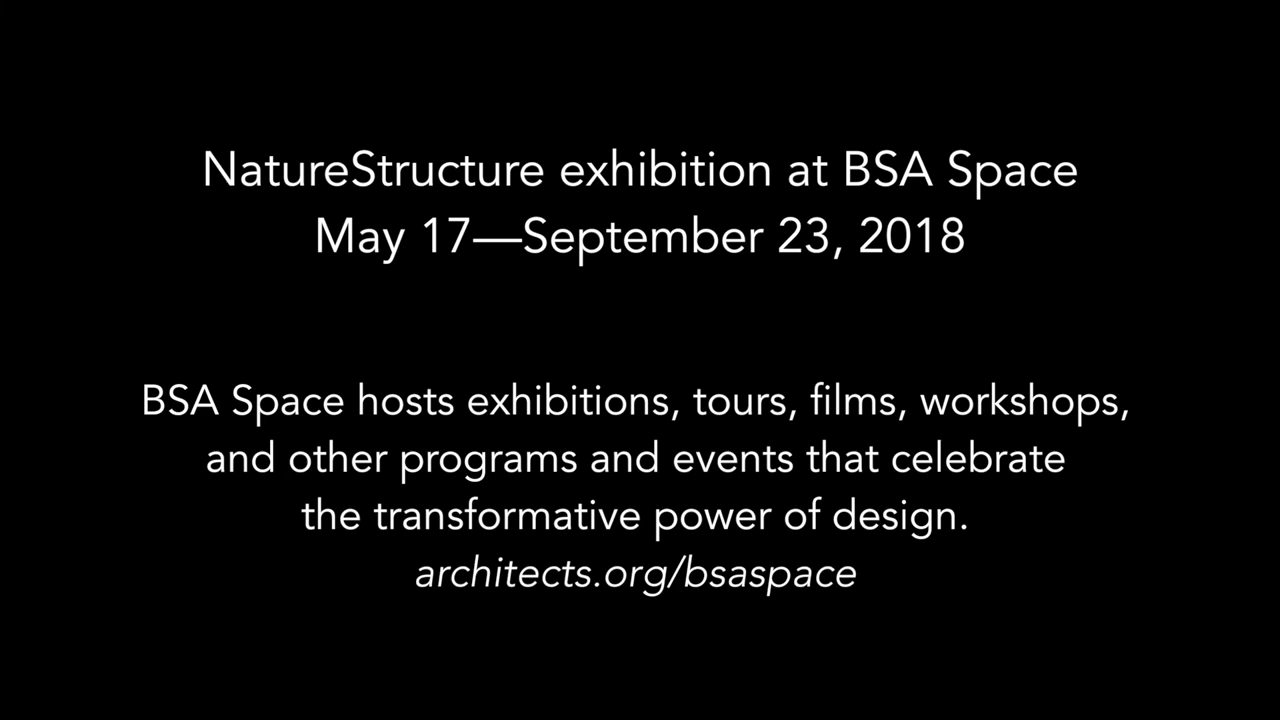 NatureStructure exhibition at BSA Space
May 17—September 23, 2018
BSA Space hosts exhibitions, tours, films, workshops,
and other programs and events that celebrate
the transformative power of design.
architects.org/bsaspace